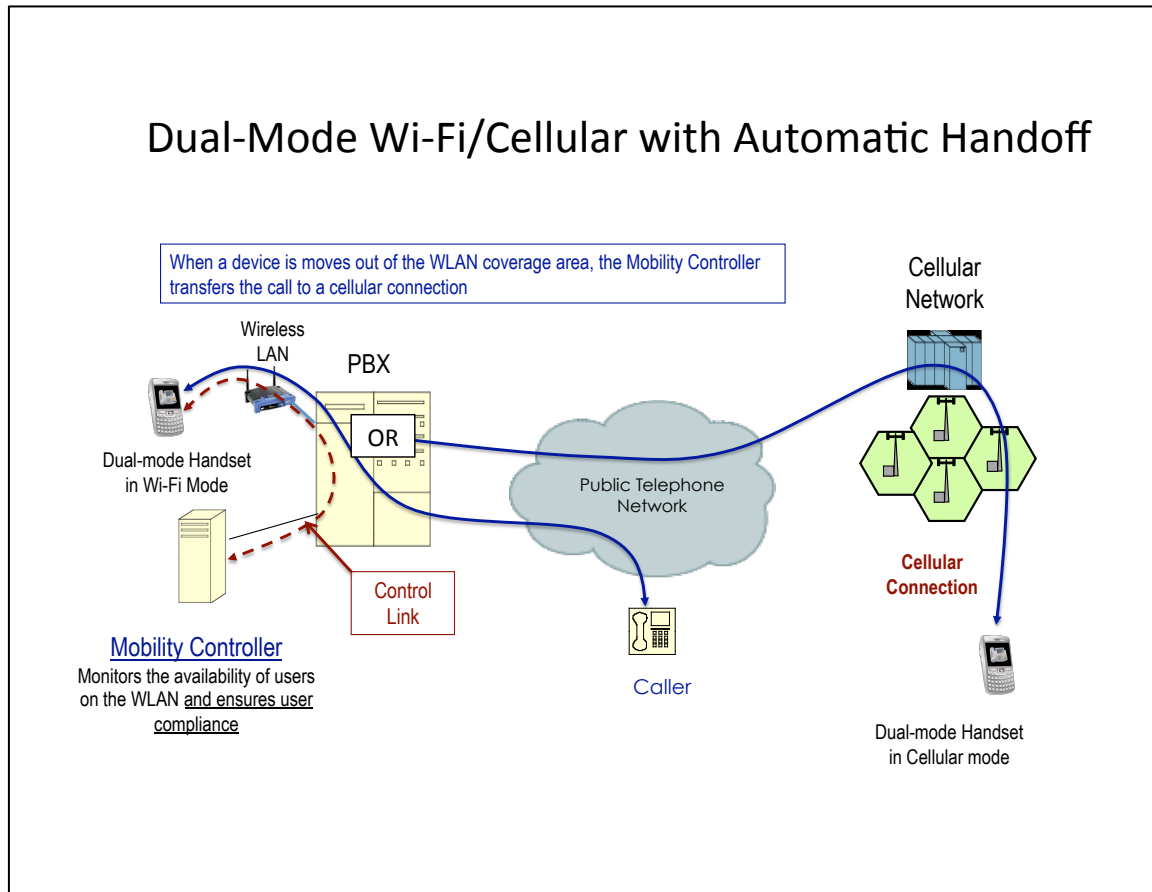 Dual-Mode Wi-Fi/Cellular with Automatic Handoff
When a device is moves out of the WLAN coverage area, the Mobility Controller
transfers the call to a cellular connection
Cellular
Network
Wireless
LAN
PBX
OR
Dual-mode Handset
in Wi-Fi Mode
Public Telephone
Network
Cellular
Connection
Control
Link
Mobility Controller
Monitors the availability of users
on the WLAN and ensures user
compliance
Caller
Dual-mode Handset
in Cellular mode